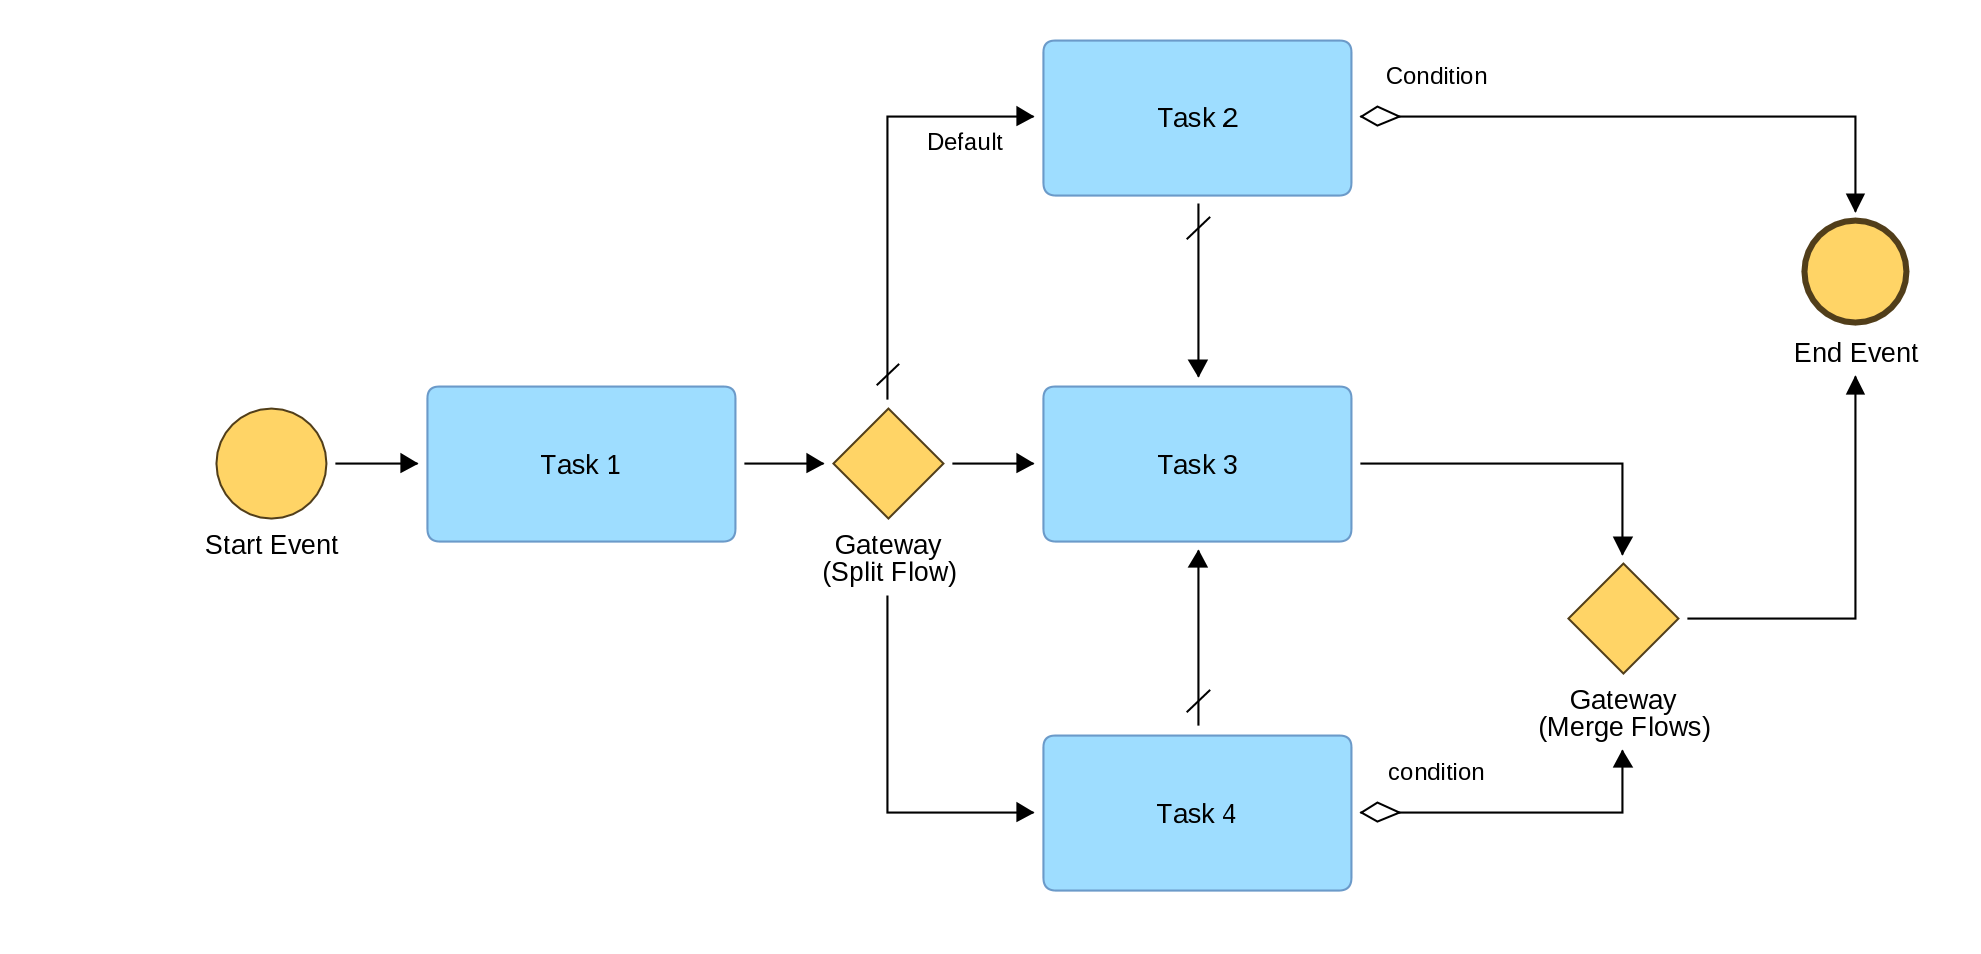 Condition
Task 2
Default
End Event
Task 1
Task 3
Start Event
Gateway
(Split Flow)
Gateway
(Merge Flows)
condition
Task 4